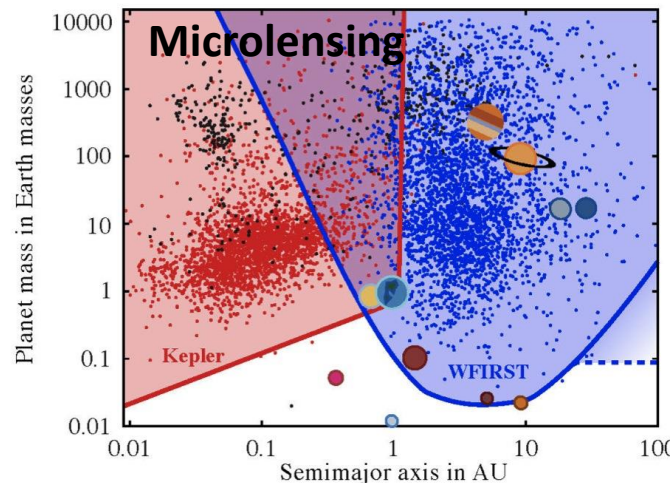 Microlensing
10000
1000
100
10
1
0.1
0.01
Planet mass in Earth masses
Kepler
WFIRST
0.01
0.1
1
10
100
Semimajor axis in AU